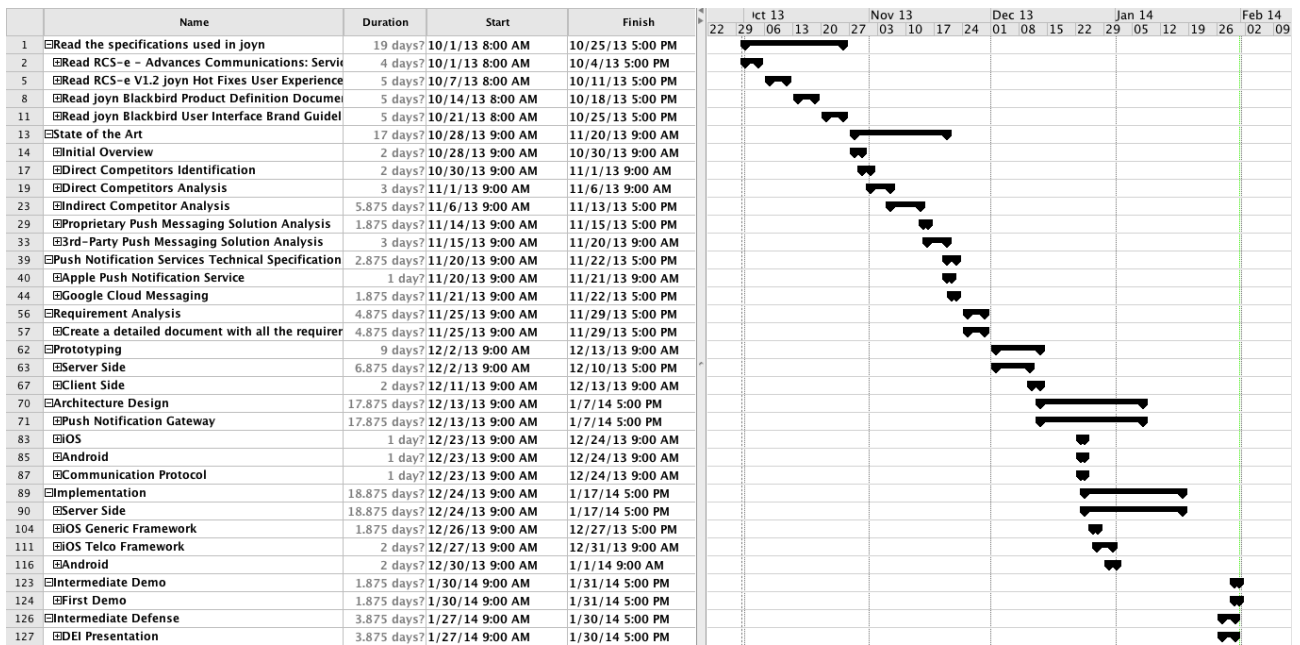 Name Duration Start Finish ıct 13 Nov 13 Dec 13 Jan 14 Feb 14
22 29 06 13 20 27 03 10 17 24 01 08 15 22 29 05 12 19 26 02 09
1 Read the specifications used in joyn 19 days? 10/1/13 8:00 AM 10/25/13 5:00 PM
2 Read RCS-e - Advances Communications: Servic 4 days? 10/1/13 8:00 AM 10/4/13 5:00 PM
5 Read RCS-e V1.2 joyn Hot Fixes User Experience 5 days? 10/7/13 8:00 AM 10/11/13 5:00 PM
8 Read joyn Blackbird Product Definition Documen 5 days? 10/14/13 8:00 AM 10/18/13 5:00 PM
11 Read joyn Blackbird User Interface Brand Guidel 5 days? 10/21/13 8:00 AM 10/25/13 5:00 PM
13 State of the Art 17 days? 10/28/13 9:00 AM 11/20/13 9:00 AM
14 Initial Overview 2 days? 10/28/13 9:00 AM 10/30/13 9:00 AM
17 Direct Competitors Identification 2 days? 10/30/13 9:00 AM 11/1/13 9:00 AM
19 Direct Competitors Analysis 3 days? 11/1/13 9:00 AM 11/6/13 9:00 AM
23 Indirect Competitor Analysis 5.875 days? 11/6/13 9:00 AM 11/13/13 5:00 PM
29 Proprietary Push Messaging Solution Analysis 1.875 days? 11/14/13 9:00 AM 11/15/13 5:00 PM
33 3rd-Party Push Messaging Solution Analysis 3 days? 11/15/13 9:00 AM 11/20/13 9:00 AM
39 Push Notification Services Technical Specification 2.875 days? 11/20/13 9:00 AM 11/22/13 5:00 PM
40 Apple Push Notification Service 1 day? 11/20/13 9:00 AM 11/21/13 9:00 AM
44 Google Cloud Messaging 1.875 days? 11/21/13 9:00 AM 11/22/13 5:00 PM
56 Requirement Analysis 4.875 days? 11/25/13 9:00 AM 11/29/13 5:00 PM
57 Create a detailed document with all the requirer 4.875 days? 11/25/13 9:00 AM 11/29/13 5:00 PM
62 Prototyping 9 days? 12/2/13 9:00 AM 12/13/13 9:00 AM
63 Server Side 6.875 days? 12/2/13 9:00 AM 12/10/13 5:00 PM
67 Client Side 2 days? 12/11/13 9:00 AM 12/13/13 9:00 AM
70 Architecture Design 17.875 days? 12/13/13 9:00 AM 1/7/14 5:00 PM
71 Push Notification Gateway 17.875 days? 12/13/13 9:00 AM 1/7/14 5:00 PM
83 iOS 1 day? 12/23/13 9:00 AM 12/24/13 9:00 AM
85 Android 1 day? 12/23/13 9:00 AM 12/24/13 9:00 AM
87 Communication Protocol 1 day? 12/23/13 9:00 AM 12/24/13 9:00 AM
89 Implementation 18.875 days? 12/24/13 9:00 AM 1/17/14 5:00 PM
90 Server Side 18.875 days? 12/24/13 9:00 AM 1/17/14 5:00 PM
104 iOS Generic Framework 1.875 days? 12/26/13 9:00 AM 12/27/13 5:00 PM
111 iOS Telco Framework 2 days? 12/27/13 9:00 AM 12/31/13 9:00 AM
116 Android 2 days? 12/30/13 9:00 AM 1/1/14 9:00 AM
123 Intermediate Demo 1.875 days? 1/30/14 9:00 AM 1/31/14 5:00 PM
124 First Demo 1.875 days? 1/30/14 9:00 AM 1/31/14 5:00 PM
126 Intermediate Defense 3.875 days? 1/27/14 9:00 AM 1/30/14 5:00 PM
127 DEI Presentation 3.875 days? 1/27/14 9:00 AM 1/30/14 5:00 PM